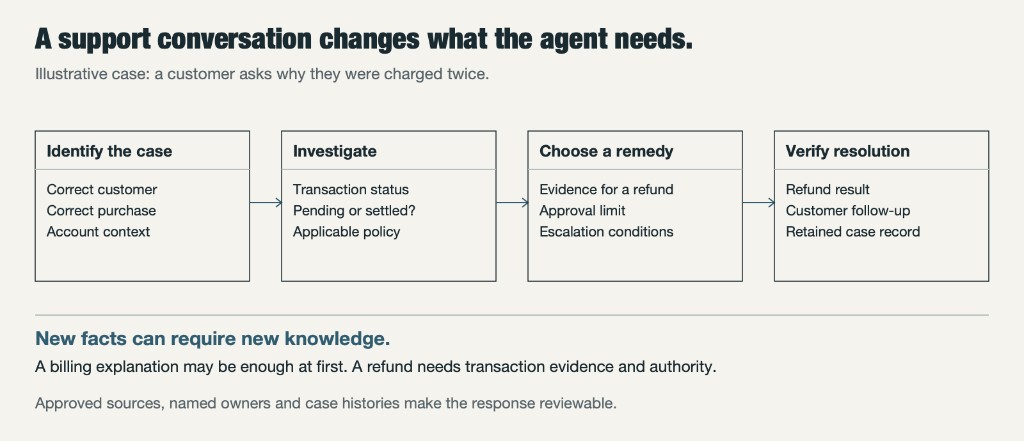 A support conversation changes what the agent needs.
Illustrative case: a customer asks why they were charged twice.
Identify the case
Correct customer
Correct purchase
Account context
Investigate
Transaction status
Pending or settled?
Applicable policy
Choose a remedy
Evidence for a refund
Approval limit
Escalation conditions
Verify resolution
Refund result
Customer follow-up
Retained case record
New facts can require new knowledge.
A billing explanation may be enough at first. A refund needs transaction evidence and authority.
Approved sources, named owners and case histories make the response reviewable.